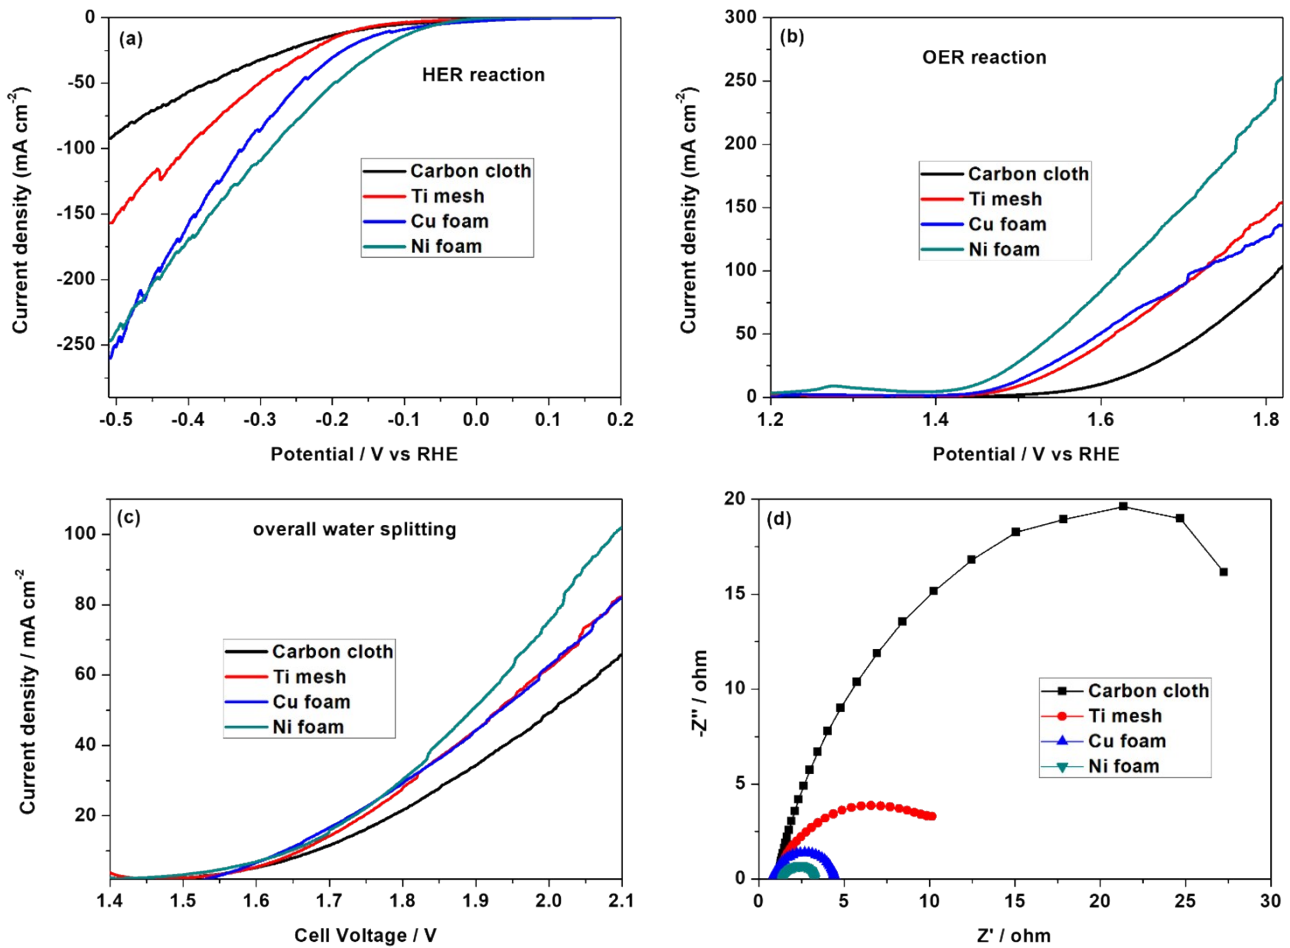 (a)
HER reaction
Carbon cloth
Ti mesh
Cu foam
Ni foam
0
-50
-100
-150
-200
-250
Current density (mA cm-2)
-0.5 -0.4 -0.3 -0.2 -0.1 0.0 0.1 0.2
Potential / V vs RHE
(b)
OER reaction
Carbon cloth
Ti mesh
Cu foam
Ni foam
300
250
200
150
100
50
0
Current density (mA cm-2)
1.2 1.4 1.6 1.8
Potential / V vs RHE
(c)
overall water splitting
Carbon cloth
Ti mesh
Cu foam
Ni foam
100
80
60
40
20
Current density / mA cm-2
1.4 1.5 1.6 1.7 1.8 1.9 2.0 2.1
Cell Voltage / V
(d)
Carbon cloth
Ti mesh
Cu foam
Ni foam
20
15
10
5
0
-Z'' / ohm
0 5 10 15 20 25 30
Z' / ohm